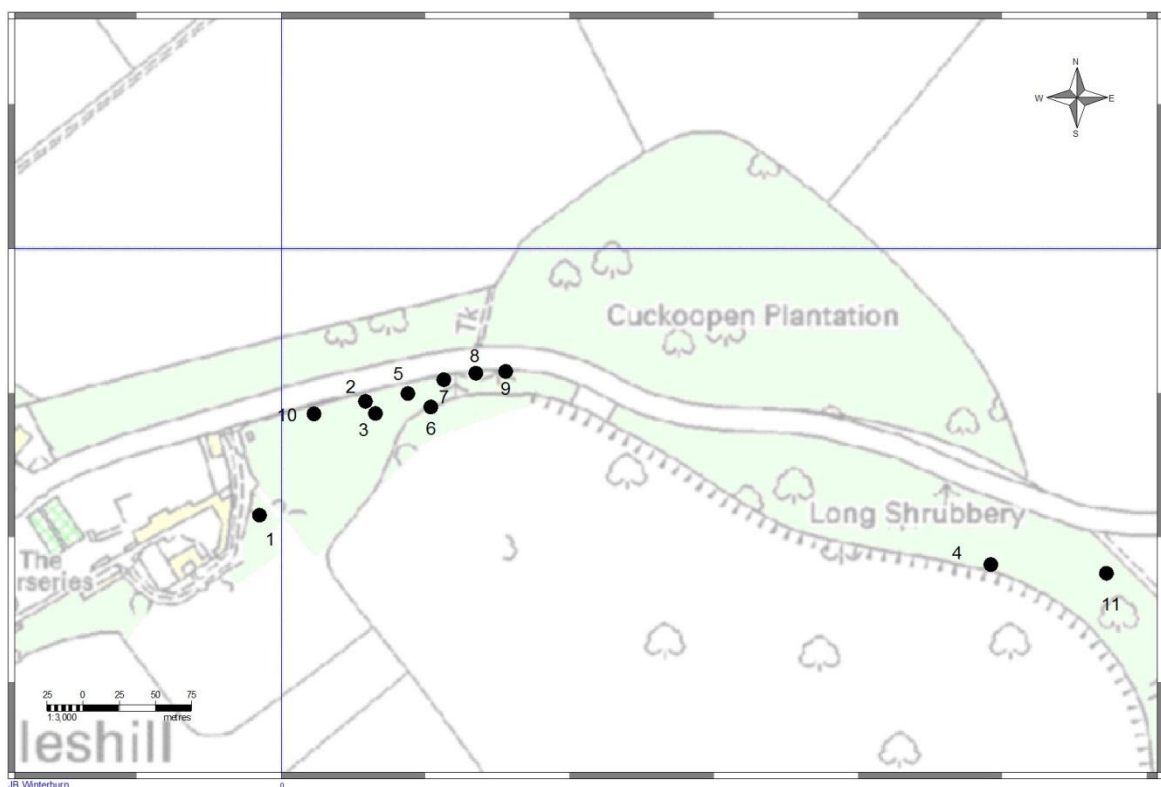 N
W E
S
Tk
Cuckoopen Plantation
8
5
2
9
7
10
3
6
Long Shrubbery
1
The
rseries
4
11
25 0 25 50 75
1:3,000 metres
leshill
JB Winterburn
0